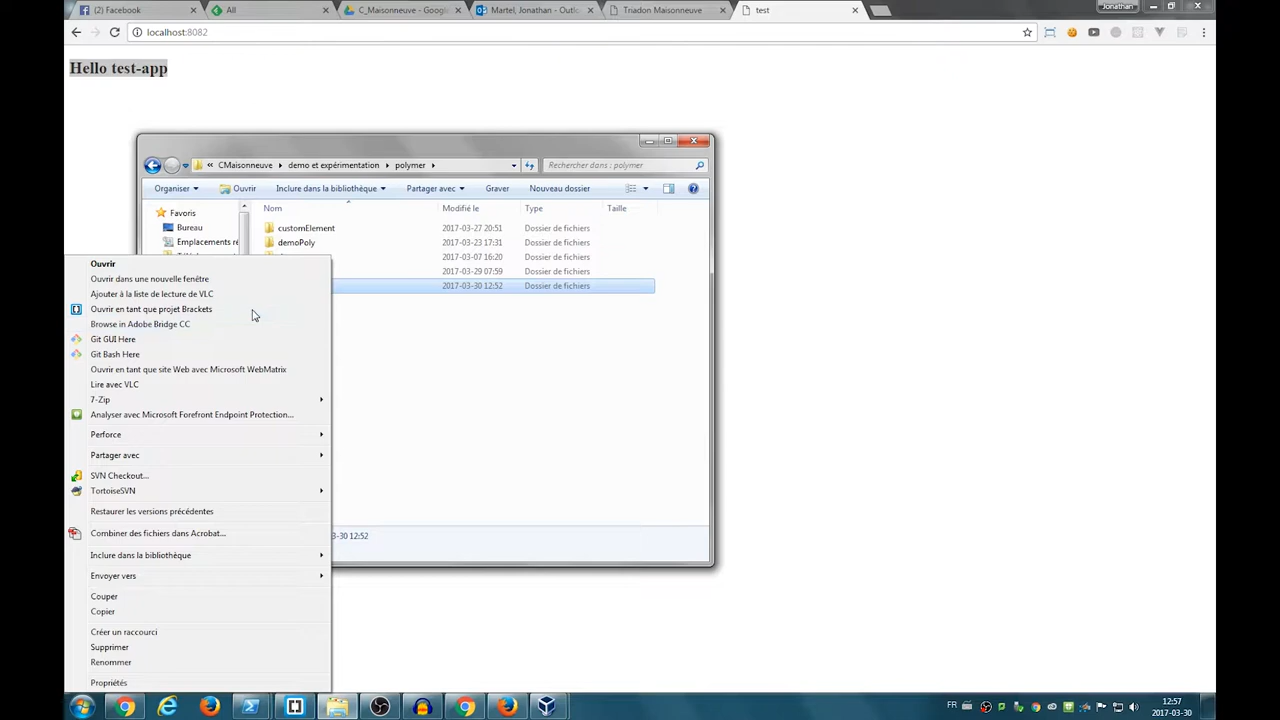 (2) Facebook
All
C_Maisonneuve - Google
Martel, Jonathan - Outlo
Triadon Maisonneuve
test
Jonathan
localhost:8082
Hello test-app
« CMaisonneuve ▸ demo et expérimentation ▸ polymer ▸
Rechercher dans : polymer
Organiser
Ouvrir
Inclure dans la bibliothèque
Partager avec
Graver
Nouveau dossier
Nom
Modifié le
Type
Taille
Favoris
Bureau
Emplacements ré
customElement 2017-03-27 20:51 Dossier de fichiers
demoPoly 2017-03-23 17:31 Dossier de fichiers
2017-03-07 16:20 Dossier de fichiers
2017-03-29 07:59 Dossier de fichiers
2017-03-30 12:52 Dossier de fichiers
Ouvrir
Ouvrir dans une nouvelle fenêtre
Ajouter à la liste de lecture de VLC
Ouvrir en tant que projet Brackets
Browse in Adobe Bridge CC
Git GUI Here
Git Bash Here
Ouvrir en tant que site Web avec Microsoft WebMatrix
Lire avec VLC
7-Zip
Analyser avec Microsoft Forefront Endpoint Protection...
Perforce
Partager avec
SVN Checkout...
TortoiseSVN
Restaurer les versions précédentes
Combiner des fichiers dans Acrobat...
Inclure dans la bibliothèque
Envoyer vers
Couper
Copier
Créer un raccourci
Supprimer
Renommer
Propriétés
3-30 12:52
FR
12:57
2017-03-30